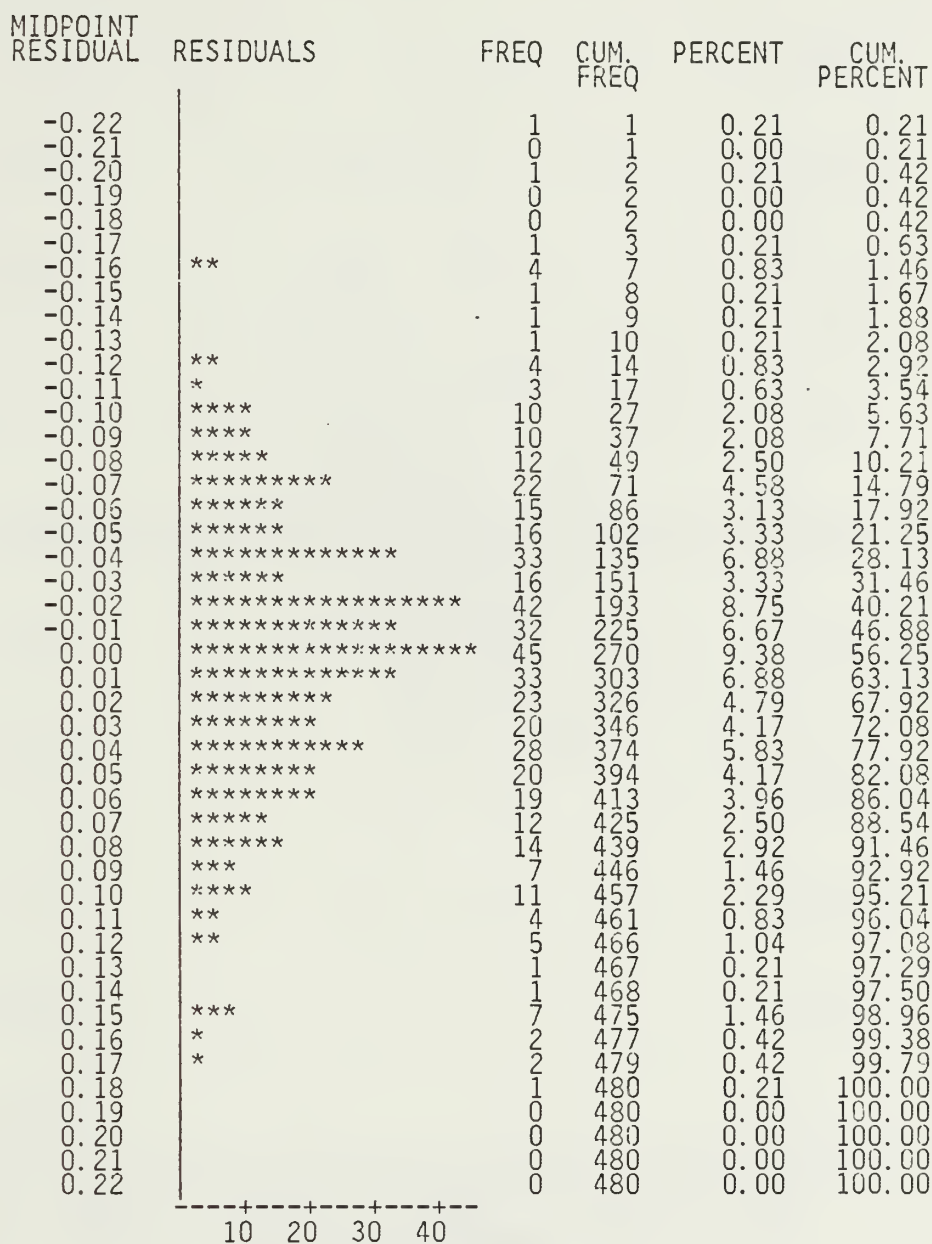 MIDPOINT
RESIDUAL RESIDUALS FREQ CUM. FREQ PERCENT CUM. PERCENT
-0.22 1 1 0.21 0.21
-0.21 0 1 0.00 0.21
-0.20 1 2 0.21 0.42
-0.19 0 2 0.00 0.42
-0.18 0 2 0.00 0.42
-0.17 1 3 0.21 0.63
-0.16 ** 4 7 0.83 1.46
-0.15 1 8 0.21 1.67
-0.14 1 9 0.21 1.88
-0.13 1 10 0.21 2.08
-0.12 ** 4 14 0.83 2.92
-0.11 * 3 17 0.63 3.54
-0.10 **** 10 27 2.08 5.63
-0.09 **** 10 37 2.08 7.71
-0.08 ***** 12 49 2.50 10.21
-0.07 ********* 22 71 4.58 14.79
-0.06 ****** 15 86 3.13 17.92
-0.05 ****** 16 102 3.33 21.25
-0.04 ************* 33 135 6.88 28.13
-0.03 ****** 16 151 3.33 31.46
-0.02 ***************** 42 193 8.75 40.21
-0.01 ************* 32 225 6.67 46.88
0.00 ****************** 45 270 9.38 56.25
0.01 ************* 33 303 6.88 63.13
0.02 ********* 23 326 4.79 67.92
0.03 ******** 20 346 4.17 72.08
0.04 *********** 28 374 5.83 77.92
0.05 ******** 20 394 4.17 82.08
0.06 ******** 19 413 3.96 86.04
0.07 ***** 12 425 2.50 88.54
0.08 ****** 14 439 2.92 91.46
0.09 *** 7 446 1.46 92.92
0.10 **** 11 457 2.29 95.21
0.11 ** 4 461 0.83 96.04
0.12 ** 5 466 1.04 97.08
0.13 1 467 0.21 97.29
0.14 1 468 0.21 97.50
0.15 *** 7 475 1.46 98.96
0.16 * 2 477 0.42 99.38
0.17 * 2 479 0.42 99.79
0.18 1 480 0.21 100.00
0.19 0 480 0.00 100.00
0.20 0 480 0.00 100.00
0.21 0 480 0.00 100.00
0.22 0 480 0.00 100.00
----+---+---+---+--
10 20 30 40